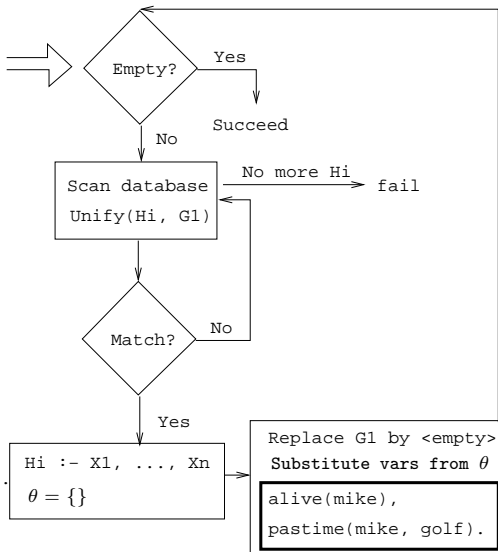 Empty?
Yes
Succeed
No
Scan database
Unify(Hi, G1)
No more Hi
fail
Match?
No
Yes
Hi :- X1, ..., Xn
θ = {}
.
Replace G1 by <empty>
Substitute vars from θ
alive(mike),
pastime(mike, golf).